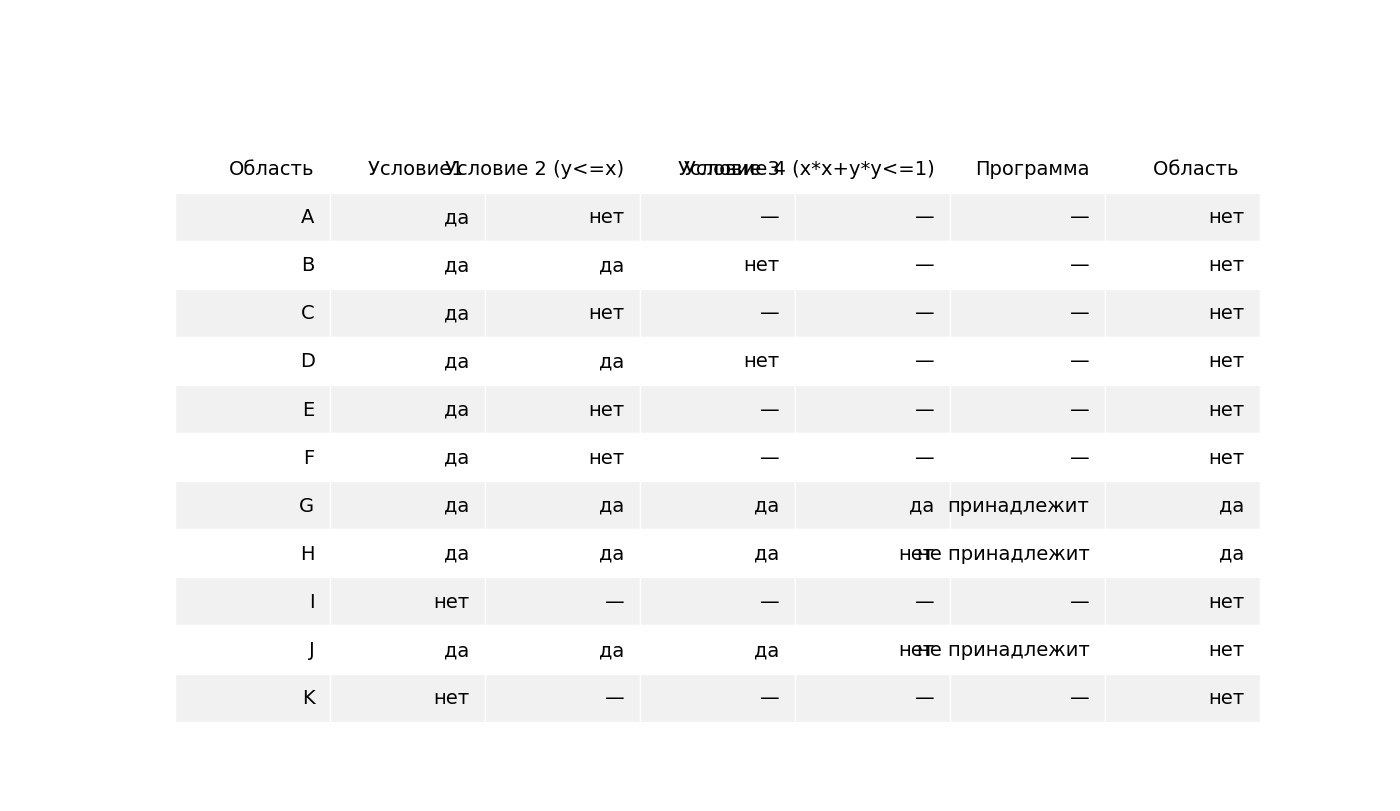 Область Условие1 Условие 2 (y<=x) Условие 3 Условие 4 (x*x+y*y<=1) Программа Область
A да нет — — — нет
B да да нет — — нет
C да нет — — — нет
D да да нет — — нет
E да нет — — — нет
F да нет — — — нет
G да да да да принадлежит да
H да да да нет не принадлежит да
I нет — — — — нет
J да да да нет не принадлежит нет
K нет — — — — нет